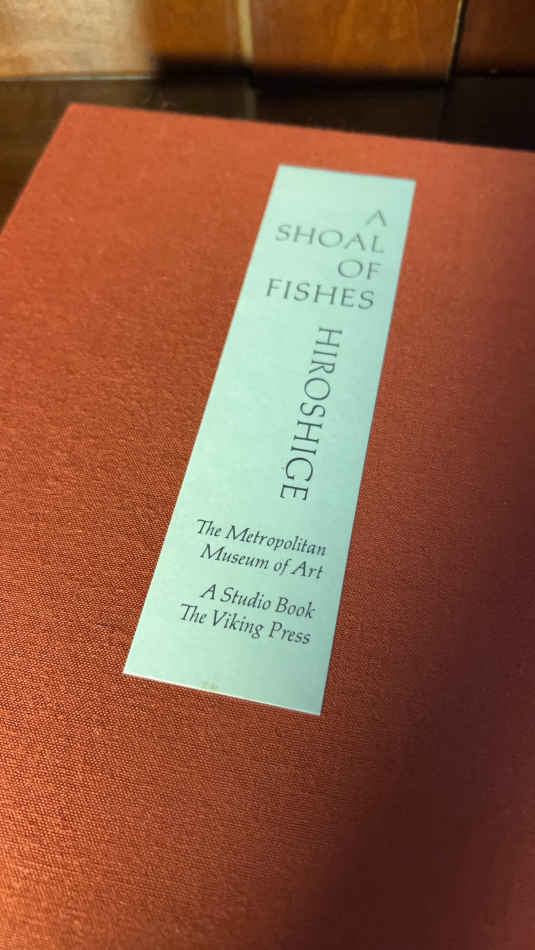 A
SHOAL
OF
FISHES
HIROSHIGE
The Metropolitan
Museum of Art
A Studio Book
The Viking Press